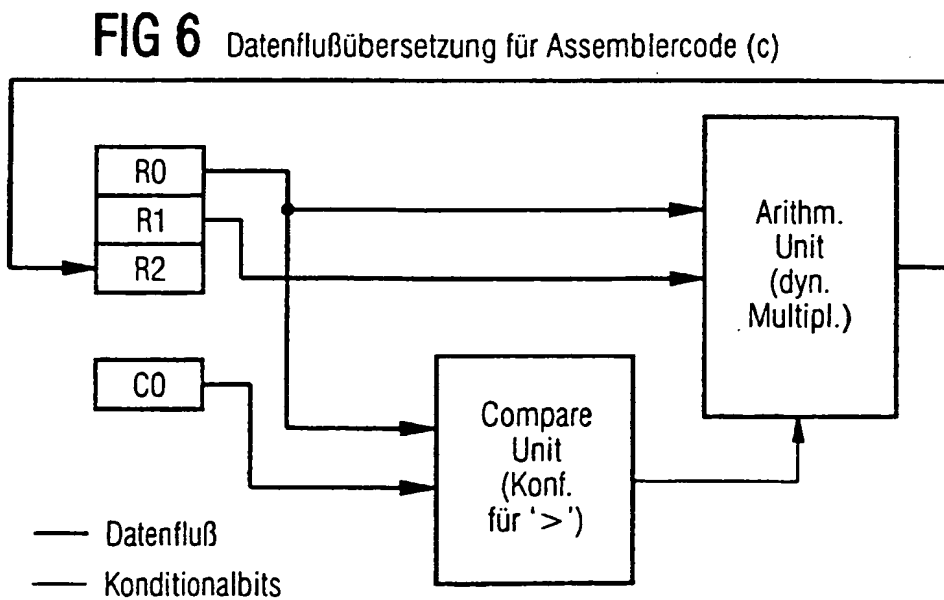 FIG 6 Datenflußübersetzung für Assemblercode (c)
R0
R1
R2
C0
Arithm.
Unit
(dyn.
Multipl.)
Compare
Unit
(Konf.
für '>')
Datenfluß
Konditionalbits